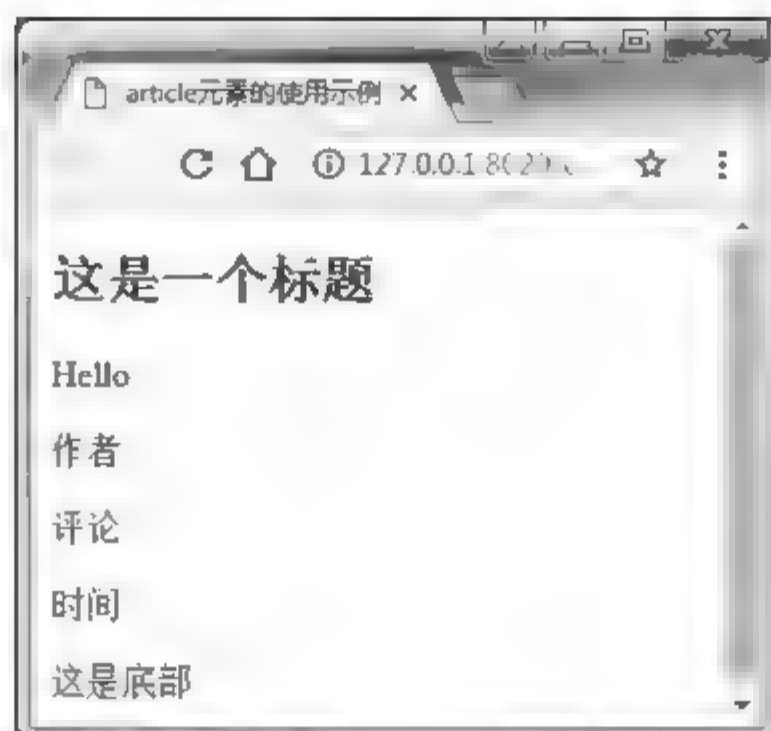 article元素的使用示例
127.0.0.1
这是一个标题
Hello
作者
评论
时间
这是底部